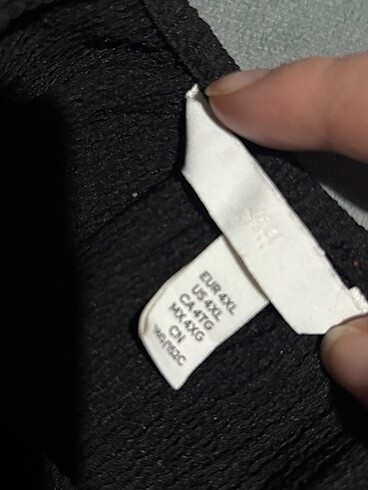 EUR 4XL
US 4XL
CA 4TG
MX 4XG
CN